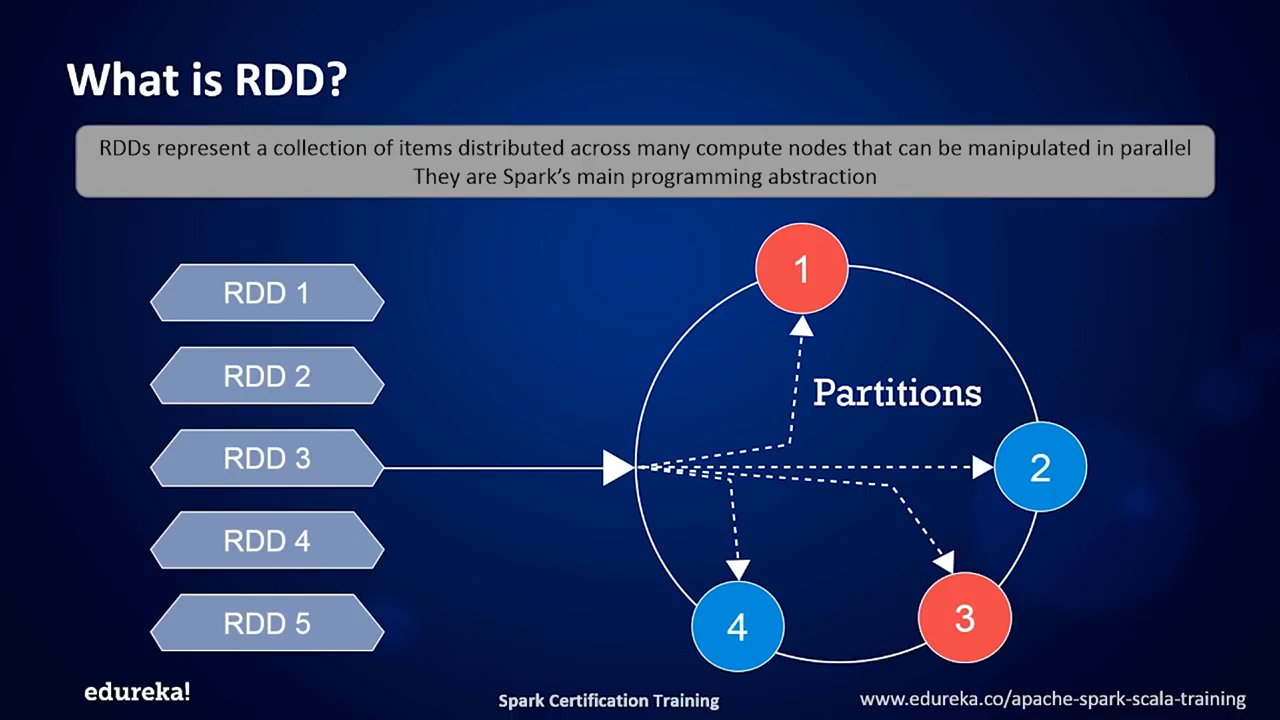 What is RDD?
RDDs represent a collection of items distributed across many compute nodes that can be manipulated in parallel
They are Spark's main programming abstraction
RDD 1
RDD 2
RDD 3
RDD 4
RDD 5
1
Partitions
2
3
4
edureka!
Spark Certification Training
www.edureka.co/apache-spark-scala-training